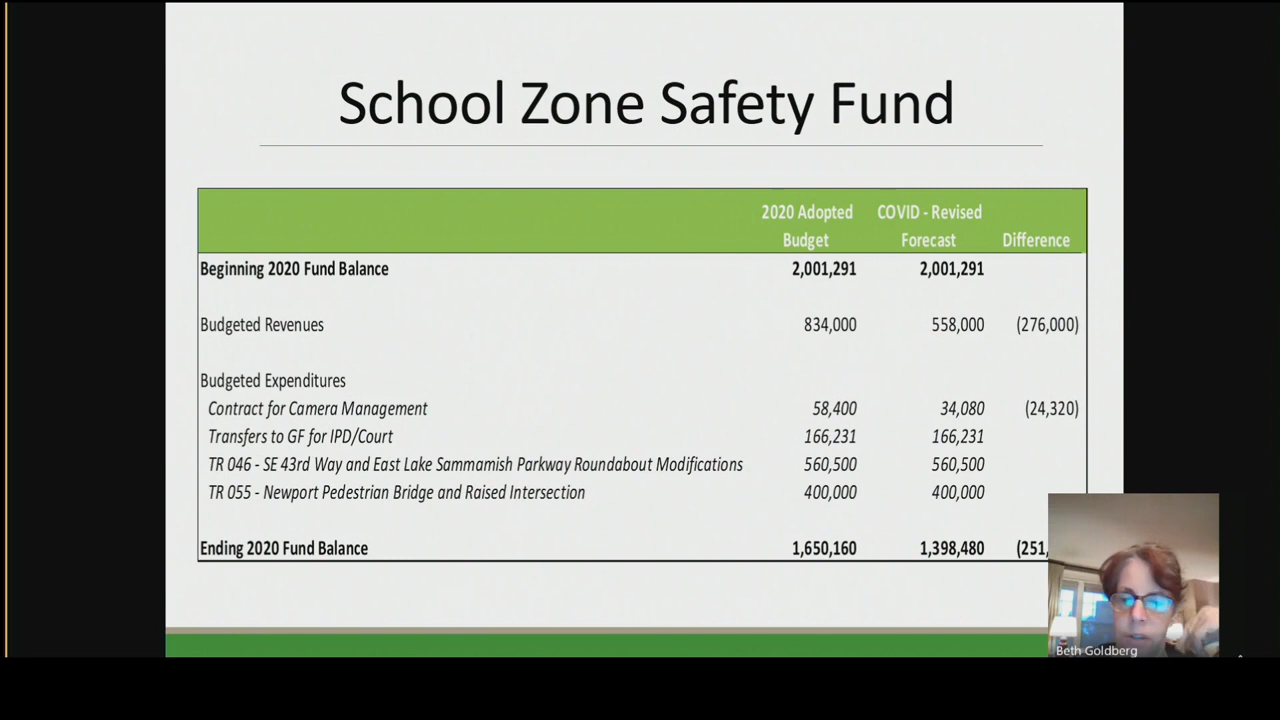 School Zone Safety Fund
2020 Adopted COVID - Revised
Budget Forecast Difference
Beginning 2020 Fund Balance 2,001,291 2,001,291
Budgeted Revenues 834,000 558,000 (276,000)
Budgeted Expenditures
Contract for Camera Management 58,400 34,080 (24,320)
Transfers to GF for IPD/Court 166,231 166,231
TR 046 - SE 43rd Way and East Lake Sammamish Parkway Roundabout Modifications 560,500 560,500
TR 055 - Newport Pedestrian Bridge and Raised Intersection 400,000 400,000
Ending 2020 Fund Balance 1,650,160 1,398,480 (251,
Beth Goldberg